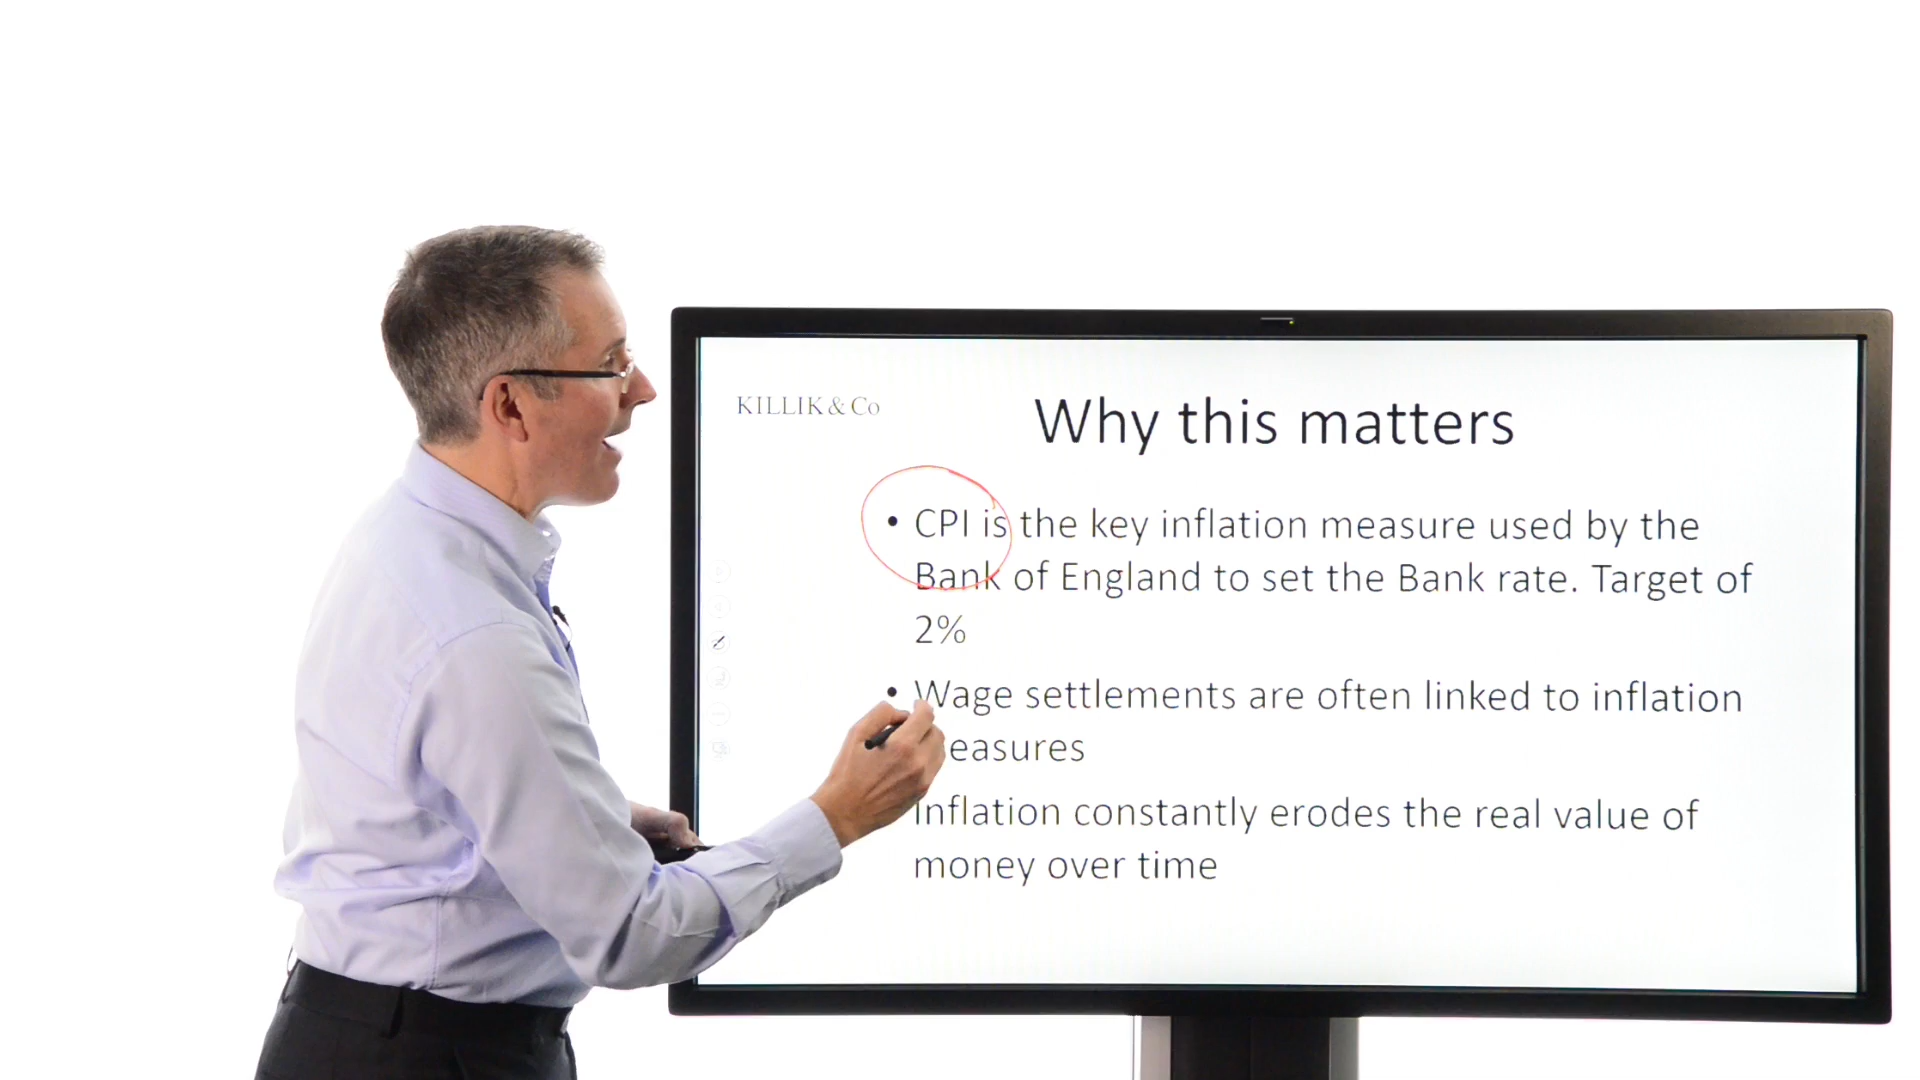 KILLIK & Co
Why this matters
• CPI is the key inflation measure used by the
Bank of England to set the Bank rate. Target of
2%
• Wage settlements are often linked to inflation
easures
Inflation constantly erodes the real value of
money over time